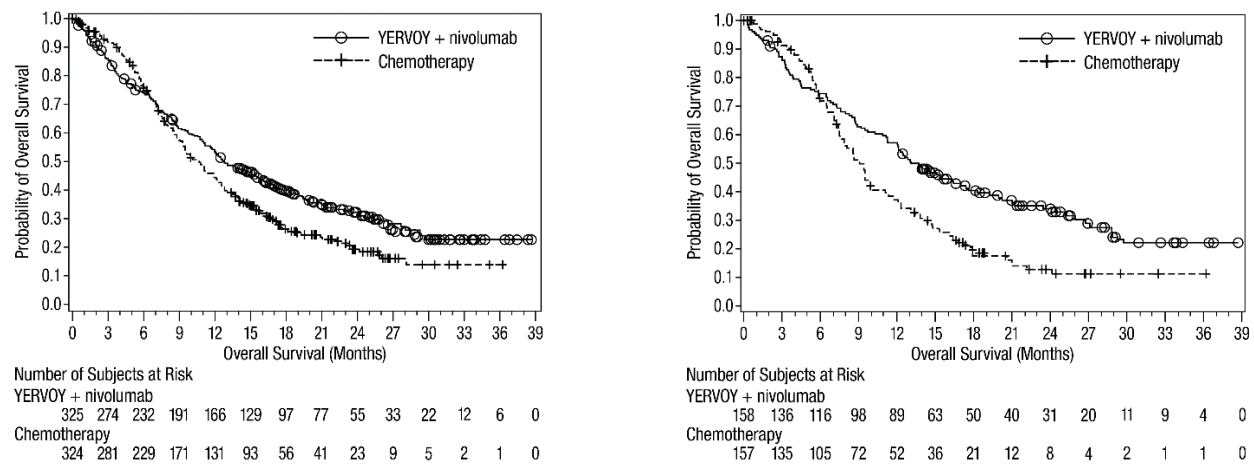 1.0
0.9
0.8
0.7
0.6
0.5
0.4
0.3
0.2
0.1
0.0
Probability of Overall Survival
YERVOY + nivolumab
Chemotherapy
0 3 6 9 12 15 18 21 24 27 30 33 36 39
Overall Survival (Months)
Number of Subjects at Risk
YERVOY + nivolumab
325 274 232 191 166 129 97 77 55 33 22 12 6 0
Chemotherapy
324 281 229 171 131 93 56 41 23 9 5 2 1 0
1.0
0.9
0.8
0.7
0.6
0.5
0.4
0.3
0.2
0.1
0.0
Probability of Overall Survival
YERVOY + nivolumab
Chemotherapy
0 3 6 9 12 15 18 21 24 27 30 33 36 39
Overall Survival (Months)
Number of Subjects at Risk
YERVOY + nivolumab
158 136 116 98 89 63 50 40 31 20 11 9 4 0
Chemotherapy
157 135 105 72 52 36 21 12 8 4 2 1 1 0